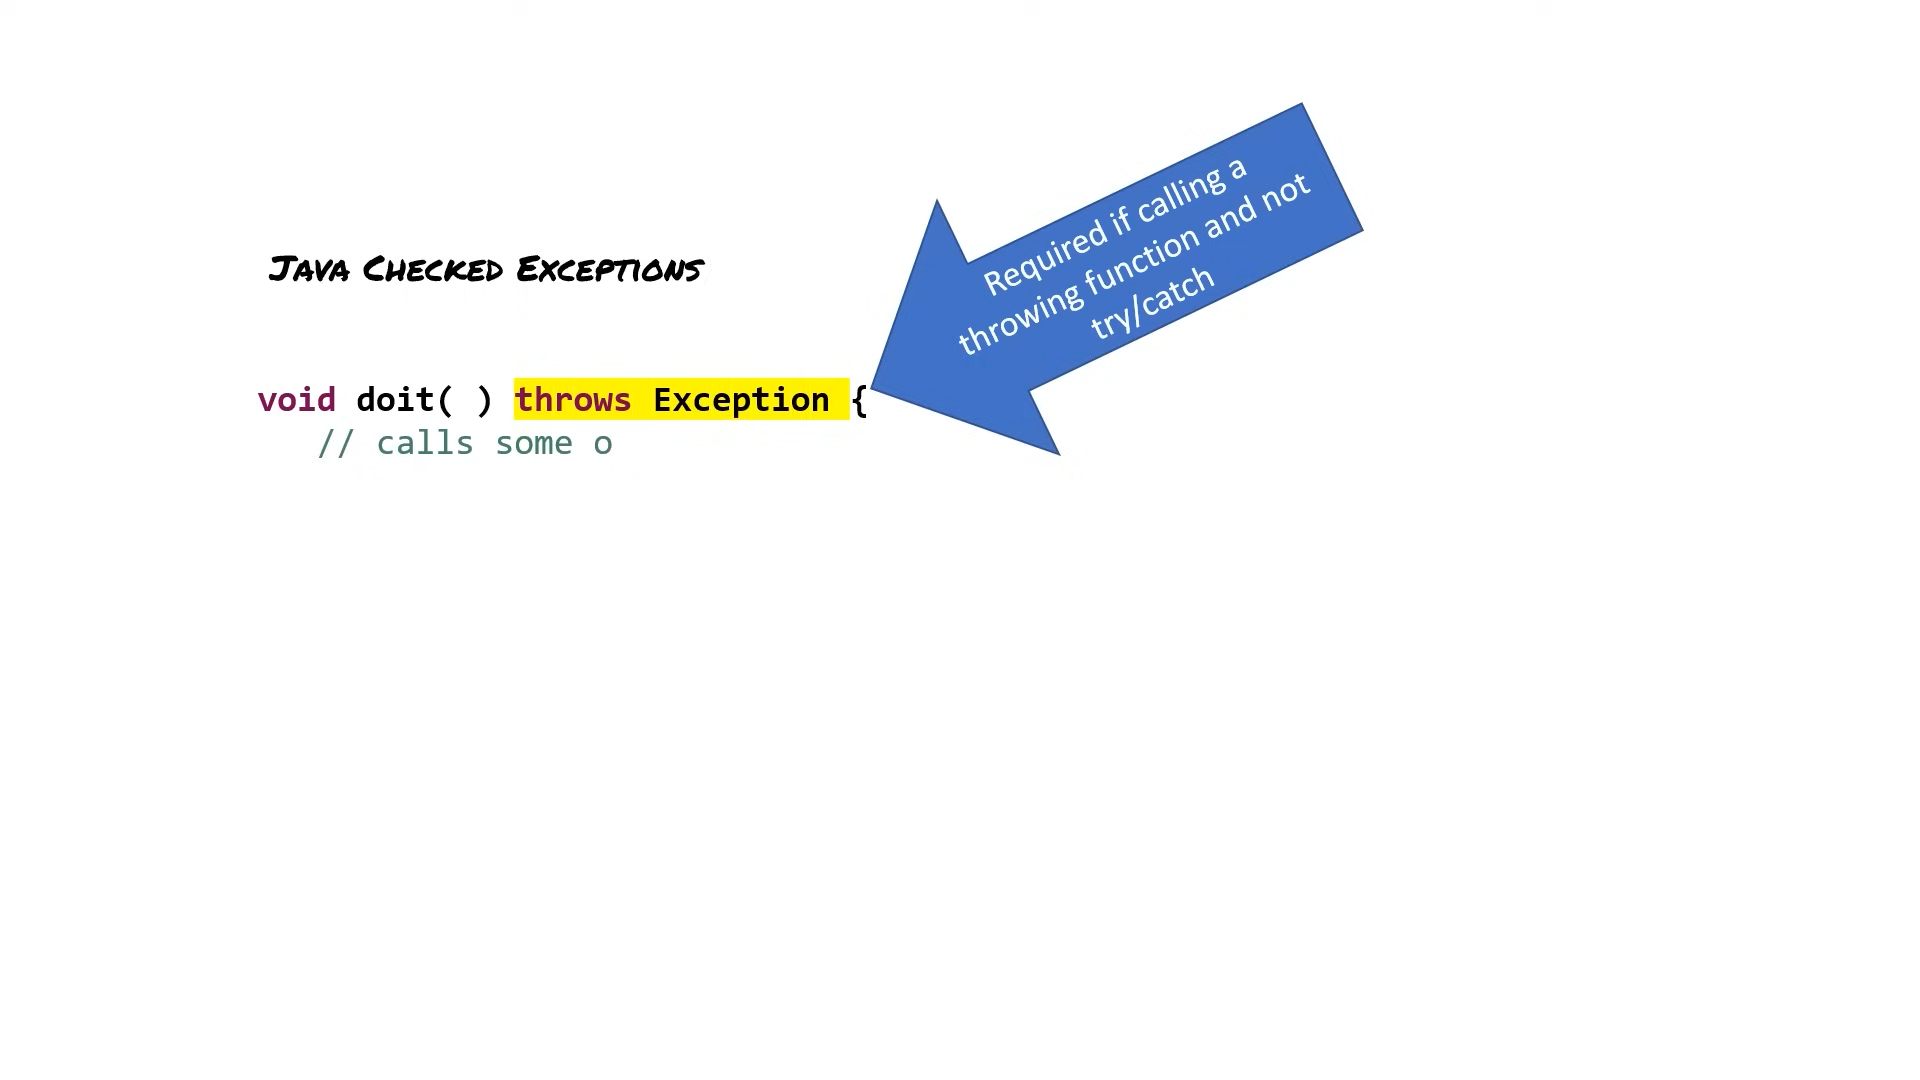 Java Checked Exceptions
Required if calling a
throwing function and not
try/catch
void doit( ) throws Exception {
// calls some o